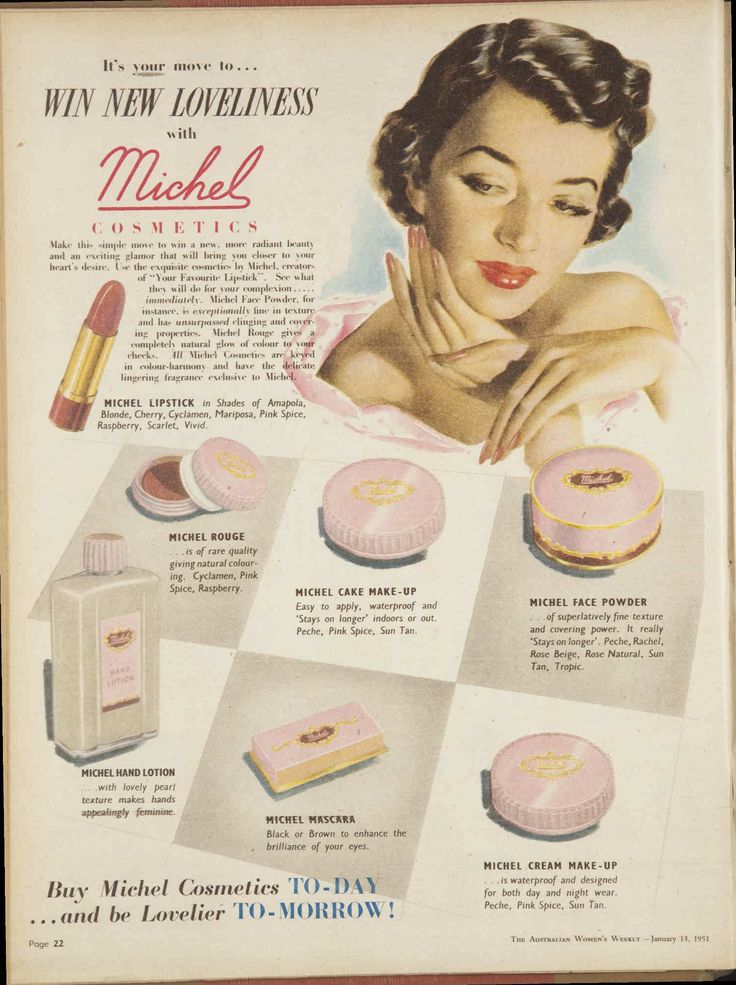 It's your move to...
WIN NEW LOVELINESS
with
Michel
COSMETICS
Make this simple move to win a new, more radiant beauty
and an exciting glamor that will bring you closer to your
heart's desire. Use the exquisite cosmetics by Michel, creators
of "Your Favourite Lipstick". See what
they will do for your complexion.....
immediately. Michel Face Powder, for
instance, is exceptionally fine in texture
and has unsurpassed clinging and cover-
ing properties. Michel Rouge gives a
completely natural glow of colour to your
cheeks. All Michel Cosmetics are keyed
in colour-harmony and have the delicate
lingering fragrance exclusive to Michel.
MICHEL LIPSTICK in Shades of Amapola,
Blonde, Cherry, Cyclamen, Mariposa, Pink Spice,
Raspberry, Scarlet, Vivid.
MICHEL ROUGE
...is of rare quality
giving natural colour-
ing. Cyclamen, Pink
Spice, Raspberry.
MICHEL CAKE MAKE-UP
Easy to apply, waterproof and
'Stays on longer' indoors or out.
Peche, Pink Spice, Sun Tan.
Michel
MICHEL FACE POWDER
...of superlatively fine texture
and covering power. It really
'Stays on longer'. Peche, Rachel,
Rose Beige, Rose Natural, Sun
Tan, Tropic.
Michel
HAND
LOTION
MICHEL HAND LOTION
...with lovely pearl
texture makes hands
appealingly feminine.
Michel
MICHEL MASCARA
Black or Brown to enhance the
brilliance of your eyes.
MICHEL CREAM MAKE-UP
...is waterproof and designed
for both day and night wear.
Peche, Pink Spice, Sun Tan.
Buy Michel Cosmetics TO-DAY
...and be Lovelier TO-MORROW!
Page 22
THE AUSTRALIAN WOMEN'S WEEKLY — January 13, 1951